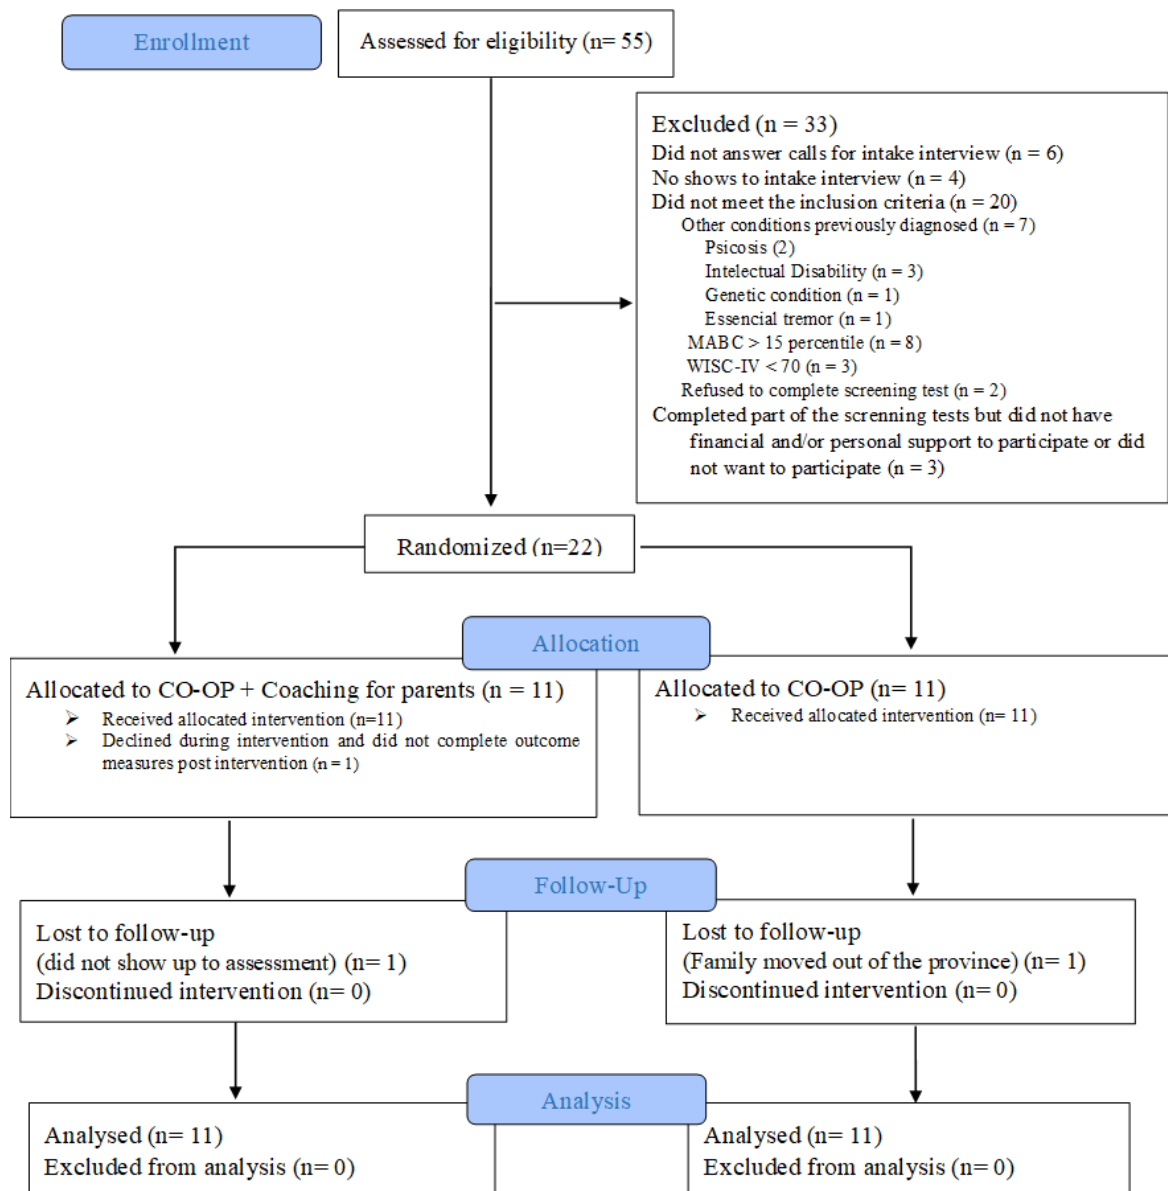 Enrollment
Assessed for eligibility (n= 55)
Excluded (n = 33)
Did not answer calls for intake interview (n = 6)
No shows to intake interview (n = 4)
Did not meet the inclusion criteria (n = 20)
Other conditions previously diagnosed (n = 7)
Psicosis (2)
Intelectual Disability (n = 3)
Genetic condition (n = 1)
Essencial tremor (n = 1)
MABC > 15 percentile (n = 8)
WISC-IV < 70 (n = 3)
Refused to complete screening test (n = 2)
Completed part of the screnning tests but did not have
financial and/or personal support to participate or did
not want to participate (n = 3)
Randomized (n=22)
Allocation
Allocated to CO-OP + Coaching for parents (n = 11)
➢ Received allocated intervention (n=11)
➢ Declined during intervention and did not complete outcome
measures post intervention (n = 1)
Allocated to CO-OP (n= 11)
➢ Received allocated intervention (n= 11)
Follow-Up
Lost to follow-up
(did not show up to assessment) (n= 1)
Discontinued intervention (n= 0)
Lost to follow-up
(Family moved out of the province) (n= 1)
Discontinued intervention (n= 0)
Analysis
Analysed (n= 11)
Excluded from analysis (n= 0)
Analysed (n= 11)
Excluded from analysis (n= 0)